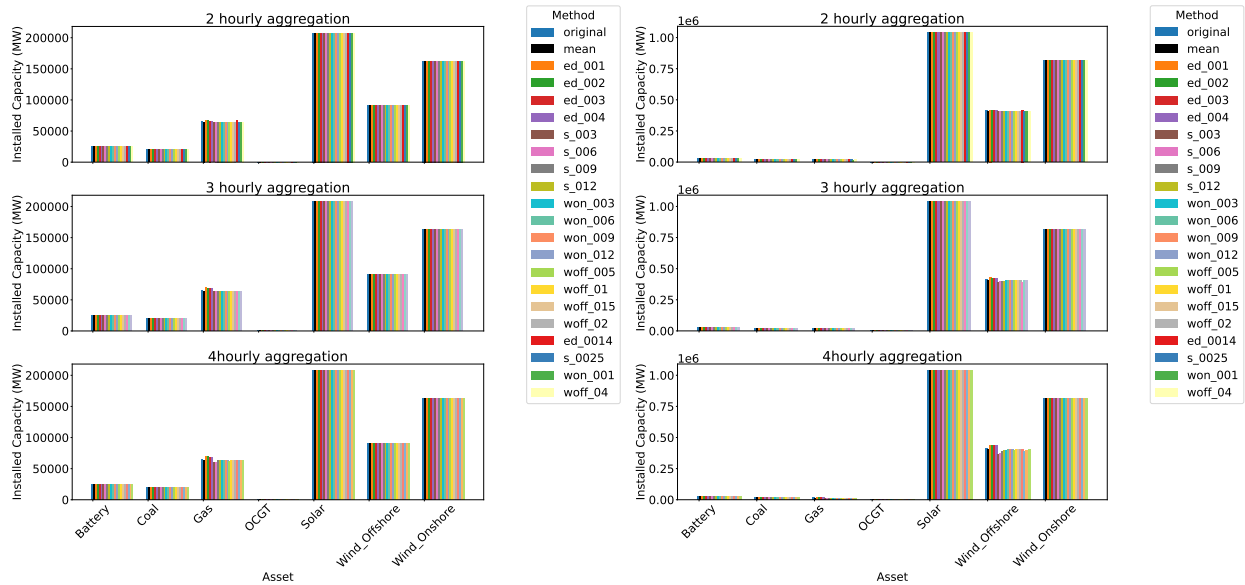 2 hourly aggregation
Installed Capacity (MW)
200000
150000
100000
50000
0
3 hourly aggregation
Installed Capacity (MW)
200000
150000
100000
50000
0
4hourly aggregation
Installed Capacity (MW)
200000
150000
100000
50000
0
Battery
Coal
Gas
OCGT
Solar
Wind_Offshore
Wind_Onshore
Asset
Method
original
mean
ed_001
ed_002
ed_003
ed_004
s_003
s_006
s_009
s_012
won_003
won_006
won_009
won_012
woff_005
woff_01
woff_015
woff_02
ed_0014
s_0025
won_001
woff_04
1e6
2 hourly aggregation
Installed Capacity (MW)
1.00
0.75
0.50
0.25
0.00
1e6
3 hourly aggregation
Installed Capacity (MW)
1.00
0.75
0.50
0.25
0.00
1e6
4hourly aggregation
Installed Capacity (MW)
1.00
0.75
0.50
0.25
0.00
Battery
Coal
Gas
OCGT
Solar
Wind_Offshore
Wind_Onshore
Asset
Method
original
mean
ed_001
ed_002
ed_003
ed_004
s_003
s_006
s_009
s_012
won_003
won_006
won_009
won_012
woff_005
woff_01
woff_015
woff_02
ed_0014
s_0025
won_001
woff_04